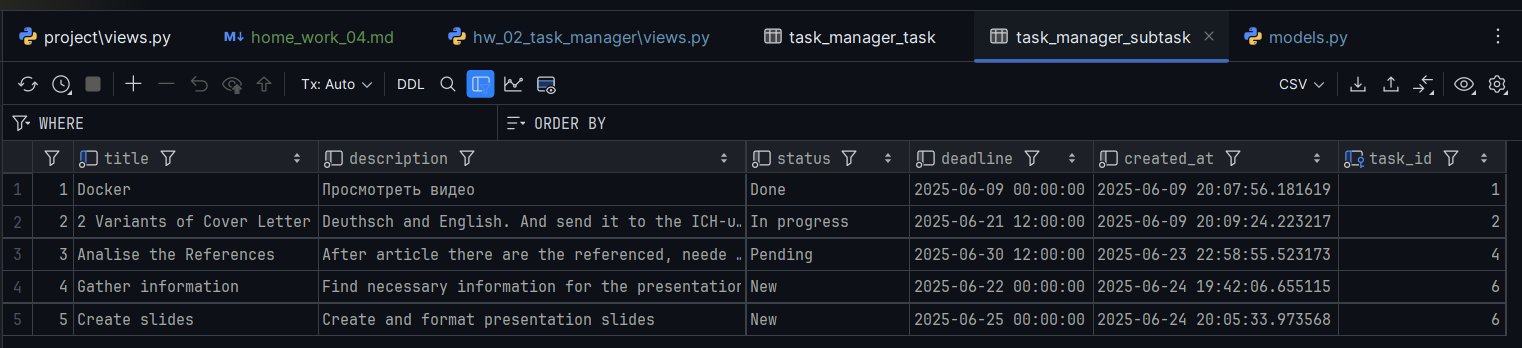 project\views.py home_work_04.md hw_02_task_manager\views.py task_manager_task task_manager_subtask models.py
Tx: Auto DDL CSV
WHERE ORDER BY
title description status deadline created_at task_id
1 1 Docker Просмотреть видео Done 2025-06-09 00:00:00 2025-06-09 20:07:56.181619 1
2 2 2 Variants of Cover Letter Deuthsch and English. And send it to the ICH-u… In progress 2025-06-21 12:00:00 2025-06-09 20:09:24.223217 2
3 3 Analise the References After article there are the referenced, neede … Pending 2025-06-30 12:00:00 2025-06-23 22:58:55.523173 4
4 4 Gather information Find necessary information for the presentation New 2025-06-22 00:00:00 2025-06-24 19:42:06.655115 6
5 5 Create slides Create and format presentation slides New 2025-06-25 00:00:00 2025-06-24 20:05:33.973568 6